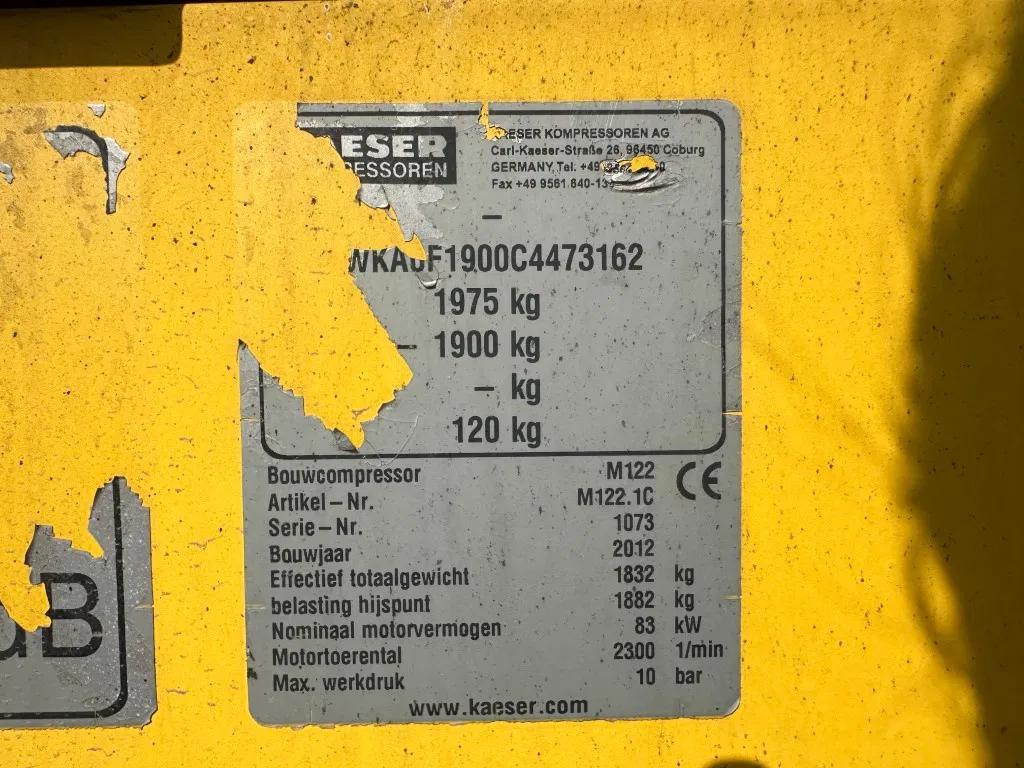 ESER
ESSOREN
ESER KOMPRESSOREN AG
Carl-Kaeser-Straße 26, 96450 Coburg
GERMANY, Tel. +49
Fax +49 9561 640-13
–
WKA0F1900C4473162
1975 kg
– 1900 kg
– kg
120 kg
Bouwcompressor M122 CE
Artikel – Nr. M122.1C
Serie – Nr. 1073
Bouwjaar 2012
Effectief totaalgewicht 1832 kg
belasting hijspunt 1882 kg
Nominaal motorvermogen 83 kW
Motortoerental 2300 1/min
Max. werkdruk 10 bar
www.kaeser.com
B